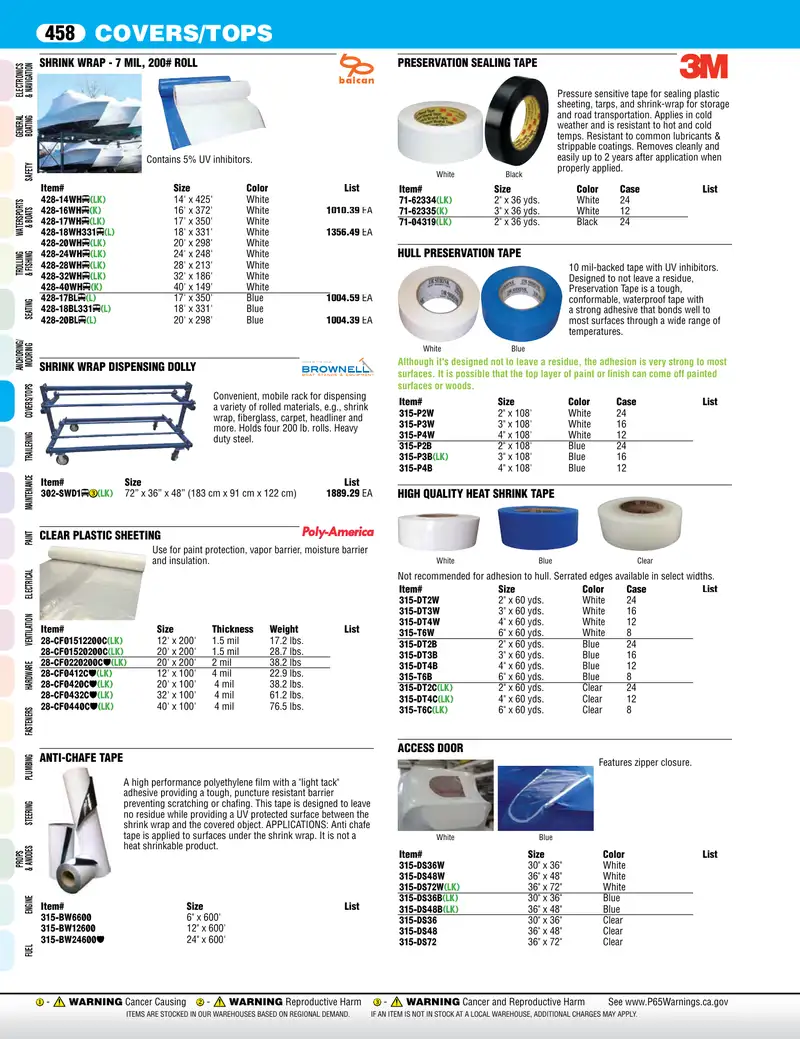 458 COVERS/TOPS
ELECTRONICS
& NAVIGATION
GENERAL
BOATING
SAFETY
WATERSPORTS
& BOATS
TROLLING
& FISHING
SEATING
ANCHORING/
MOORING
COVERS/TOPS
TRAILERING
MAINTENANCE
PAINT
ELECTRICAL
VENTILATION
HARDWARE
FASTENERS
PLUMBING
STEERING
PROPS
& ANODES
ENGINE
FUEL
SHRINK WRAP - 7 MIL, 200# ROLL
balcan
Contains 5% UV inhibitors.
Item# Size Color List
428-14WH(LK) 14' x 425' White
428-16WH(K) 16' x 372' White 1010.39 EA
428-17WH(LK) 17' x 350' White
428-18WH331(L) 18' x 331' White 1356.49 EA
428-20WH(LK) 20' x 298' White
428-24WH(LK) 24' x 248' White
428-28WH(LK) 28' x 213' White
428-32WH(LK) 32' x 186' White
428-40WH(K) 40' x 149' White
428-17BL(L) 17' x 350' Blue 1004.59 EA
428-18BL331(L) 18' x 331' Blue
428-20BL(L) 20' x 298' Blue 1004.39 EA
SHRINK WRAP DISPENSING DOLLY
BROWNELL
BOAT STANDS & EQUIPMENT
Convenient, mobile rack for dispensing
a variety of rolled materials, e.g., shrink
wrap, fiberglass, carpet, headliner and
more. Holds four 200 lb. rolls. Heavy
duty steel.
Item# Size List
302-SWD1 3 (LK) 72" x 36" x 48" (183 cm x 91 cm x 122 cm) 1889.29 EA
CLEAR PLASTIC SHEETING
Poly-America
Use for paint protection, vapor barrier, moisture barrier
and insulation.
Item# Size Thickness Weight List
28-CF01512200C(LK) 12' x 200' 1.5 mil 17.2 lbs.
28-CF01520200C(LK) 20' x 200' 1.5 mil 28.7 lbs.
28-CF0220200C(LK) 20' x 200' 2 mil 38.2 lbs
28-CF0412C(LK) 12' x 100' 4 mil 22.9 lbs.
28-CF0420C(LK) 20' x 100' 4 mil 38.2 lbs.
28-CF0432C(LK) 32' x 100' 4 mil 61.2 lbs.
28-CF0440C(LK) 40' x 100' 4 mil 76.5 lbs.
ANTI-CHAFE TAPE
A high performance polyethylene film with a "light tack"
adhesive providing a tough, puncture resistant barrier
preventing scratching or chafing. This tape is designed to leave
no residue while providing a UV protected surface between the
shrink wrap and the covered object. APPLICATIONS: Anti chafe
tape is applied to surfaces under the shrink wrap. It is not a
heat shrinkable product.
Item# Size List
315-BW6600 6" x 600'
315-BW12600 12" x 600'
315-BW24600 24" x 600'
PRESERVATION SEALING TAPE
3M
Pressure sensitive tape for sealing plastic
sheeting, tarps, and shrink-wrap for storage
and road transportation. Applies in cold
weather and is resistant to hot and cold
temps. Resistant to common lubricants &
strippable coatings. Removes cleanly and
easily up to 2 years after application when
properly applied.
White Black
Item# Size Color Case List
71-62334(LK) 2" x 36 yds. White 24
71-62335(K) 3" x 36 yds. White 12
71-04319(LK) 2" x 36 yds. Black 24
HULL PRESERVATION TAPE
10 mil-backed tape with UV inhibitors.
Designed to not leave a residue,
Preservation Tape is a tough,
conformable, waterproof tape with
a strong adhesive that bonds well to
most surfaces through a wide range of
temperatures.
White Blue
Although it's designed not to leave a residue, the adhesion is very strong to most
surfaces. It is possible that the top layer of paint or finish can come off painted
surfaces or woods.
Item# Size Color Case List
315-P2W 2" x 108' White 24
315-P3W 3" x 108' White 16
315-P4W 4" x 108' White 12
315-P2B 2" x 108' Blue 24
315-P3B(LK) 3" x 108' Blue 16
315-P4B 4" x 108' Blue 12
HIGH QUALITY HEAT SHRINK TAPE
White Blue Clear
Not recommended for adhesion to hull. Serrated edges available in select widths.
Item# Size Color Case List
315-DT2W 2" x 60 yds. White 24
315-DT3W 3" x 60 yds. White 16
315-DT4W 4" x 60 yds. White 12
315-T6W 6" x 60 yds. White 8
315-DT2B 2" x 60 yds. Blue 24
315-DT3B 3" x 60 yds. Blue 16
315-DT4B 4" x 60 yds. Blue 12
315-T6B 6" x 60 yds. Blue 8
315-DT2C(LK) 2" x 60 yds. Clear 24
315-DT4C(LK) 4" x 60 yds. Clear 12
315-T6C(LK) 6" x 60 yds. Clear 8
ACCESS DOOR
Features zipper closure.
White Blue
Item# Size Color List
315-DS36W 30" x 36" White
315-DS48W 36" x 48" White
315-DS72W(LK) 36" x 72" White
315-DS36B(LK) 30" x 36" Blue
315-DS48B(LK) 36" x 48" Blue
315-DS36 30" x 36" Clear
315-DS48 36" x 48" Clear
315-DS72 36" x 72" Clear
1 - WARNING Cancer Causing 2 - WARNING Reproductive Harm 3 - WARNING Cancer and Reproductive Harm See www.P65Warnings.ca.gov
ITEMS ARE STOCKED IN OUR WAREHOUSES BASED ON REGIONAL DEMAND. IF AN ITEM IS NOT IN STOCK AT A LOCAL WAREHOUSE, ADDITIONAL CHARGES MAY APPLY.